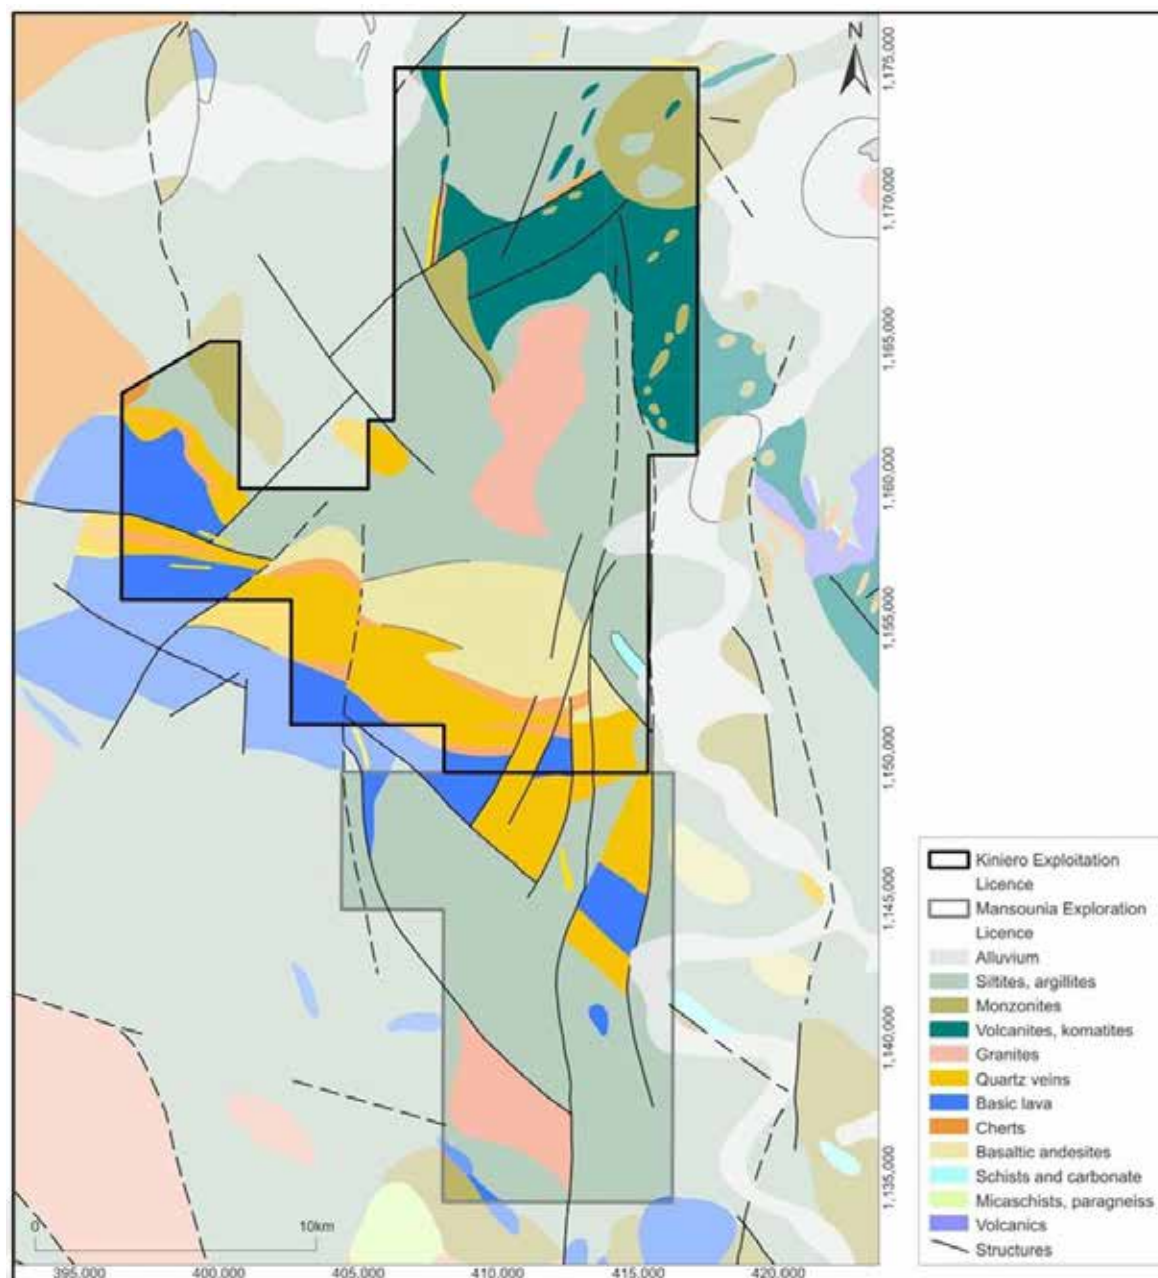 N
1,175,000
1,170,000
1,165,000
1,160,000
1,155,000
1,150,000
1,145,000
1,140,000
1,135,000
Kiniero Exploitation
Licence
Mansounia Exploration
Licence
Alluvium
Siltites, argillites
Monzonites
Volcanites, komatites
Granites
Quartz veins
Basic lava
Cherts
Basaltic andesites
Schists and carbonate
Micaschists, paragneiss
Volcanics
Structures
0 10km
395,000 400,000 405,000 410,000 415,000 420,000